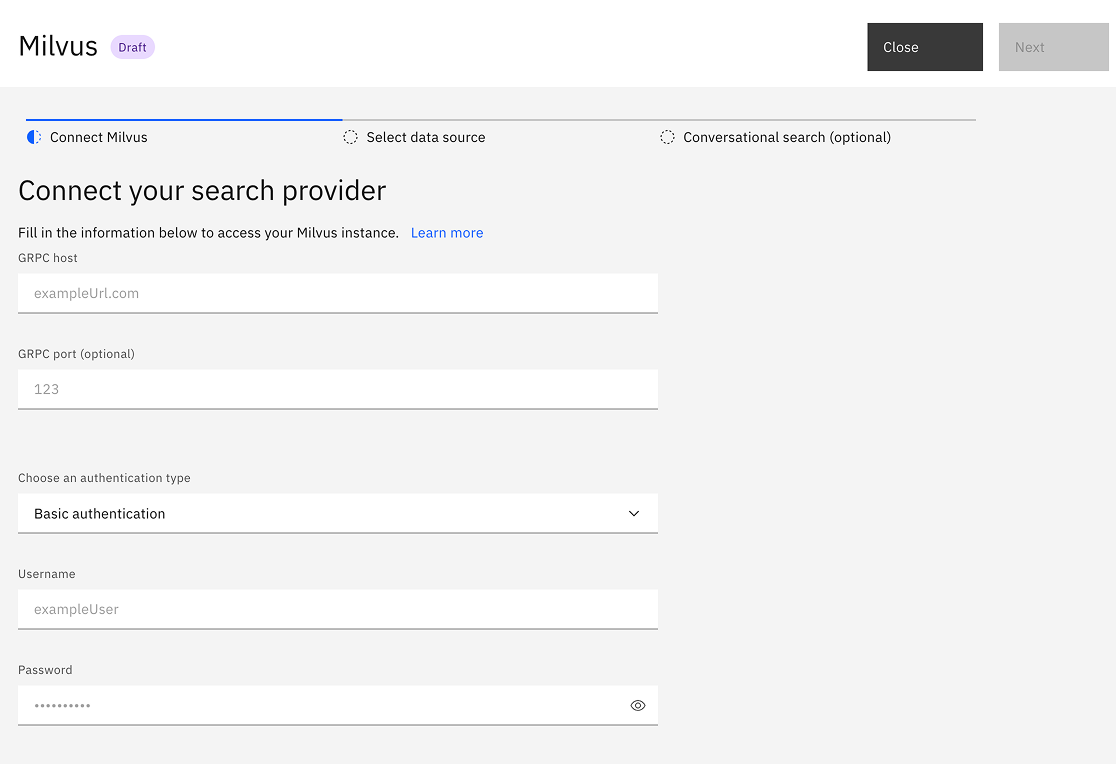 Milvus Draft Close Next
Connect Milvus Select data source Conversational search (optional)
Connect your search provider
Fill in the information below to access your Milvus instance. Learn more
GRPC host
exampleUrl.com
GRPC port (optional)
123
Choose an authentication type
Basic authentication
Username
exampleUser
Password
••••••••••